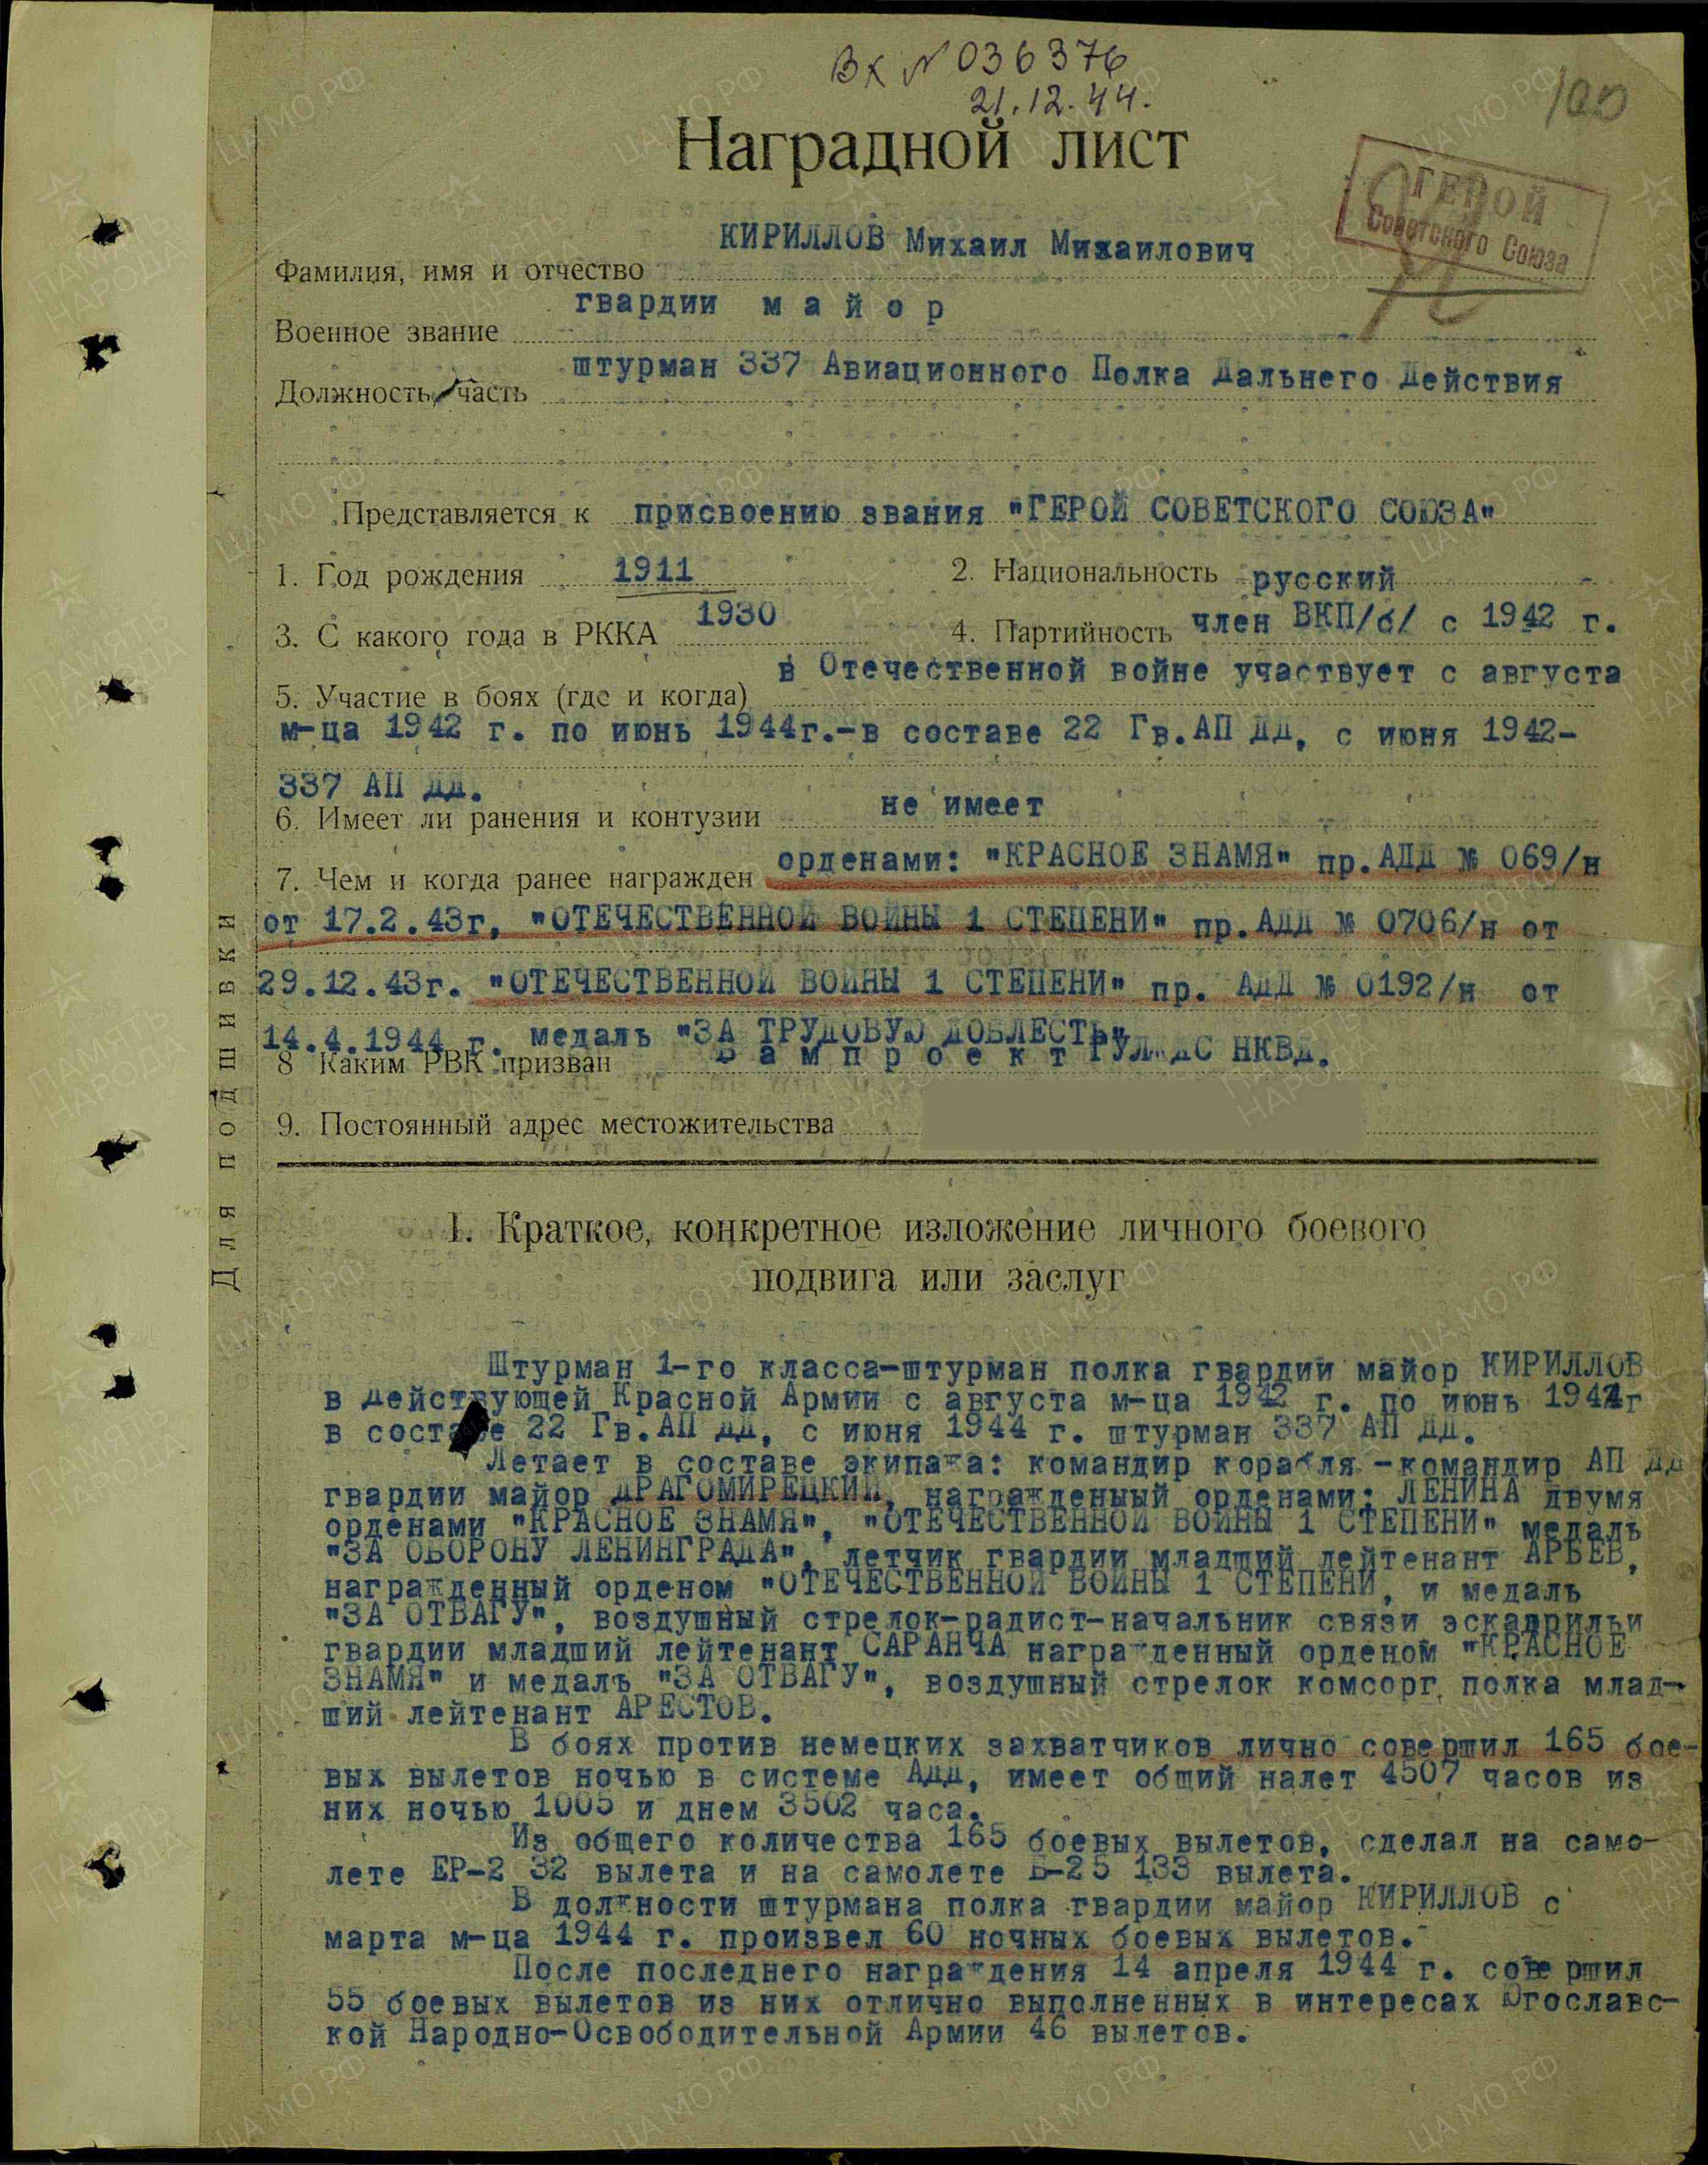 Вх № 036376
21.12.44.
100
Наградной лист
ГЕРОЙ
Советского Союза
КИРИЛЛОВ Михаил Михаилович
Фамилия, имя и отчество
гвардии м а й о р
Военное звание
штурман 337 Авиационного Полка Дальнего Действия
Должность, часть
Представляется к присвоению звания "ГЕРОЙ СОВЕТСКОГО СОЮЗА"
1. Год рождения 1911 2. Национальность русский
3. С какого года в РККА 1930 4. Партийность член ВКП/б/ с 1942 г.
5. Участие в боях (где и когда) в Отечественной войне участвует с августа
м-ца 1942 г. по июнь 1944г.-в составе 22 Гв.АП ДД, с июня 1942-
337 АП ДД.
6. Имеет ли ранения и контузии не имеет
7. Чем и когда ранее награжден орденами: "КРАСНОЕ ЗНАМЯ" пр.АДД № 069/н
от 17.2.43г, "ОТЕЧЕСТВЕННОЙ ВОЙНЫ 1 СТЕПЕНИ" пр.АДД № 0706/н от
29.12.43г. "ОТЕЧЕСТВЕННОЙ ВОЙНЫ 1 СТЕПЕНИ" пр. АДД № 0192/н от
14.4.1944 г. медаль "ЗА ТРУДОВУЮ ДОБЛЕСТЬ"
8 Каким РВК призван Б а м п р о е к т НКВД.
9. Постоянный адрес местожительства
Для подшивки
I. Краткое, конкретное изложение личного боевого
подвига или заслуг
Штурман 1-го класса-штурман полка гвардии майор КИРИЛЛОВ
в действующей Красной Армии с августа м-ца 1942 г. по июнь 1944г
в составе 22 Гв.АП ДД, с июня 1944 г. штурман 337 АП ДД.
Летает в составе экипажа: командир корабля -командир АП ДД
гвардии майор ДРАГОМИРЕЦКИЙ, награжденный орденами: ЛЕНИНА двумя
орденами "КРАСНОЕ ЗНАМЯ", "ОТЕЧЕСТВЕННОЙ ВОЙНЫ 1 СТЕПЕНИ" медаль
"ЗА ОБОРОНУ ЛЕНИНГРАДА", летчик гвардии младший лейтенант АРБЕВ,
награжденный орденом "ОТЕЧЕСТВЕННОЙ ВОЙНЫ 1 СТЕПЕНИ, и медаль
"ЗА ОТВАГУ", воздушный стрелок-радист-начальник связи эскадрильи
гвардии младший лейтенант САРАНЧА награжденный орденом "КРАСНОЕ
ЗНАМЯ" и медаль "ЗА ОТВАГУ", воздушный стрелок комсорг полка млад-
ший лейтенант АРЕСТОВ.
В боях против немецких захватчиков лично совершил 165 бое-
вых вылетов ночью в системе АДД, имеет общий налет 4507 часов из
них ночью 1005 и днем 3502 часа.
Из общего количества 165 боевых вылетов, сделал на само-
лете ЕР-2 32 вылета и на самолете Б-25 133 вылета.
В должности штурмана полка гвардии майор КИРИЛЛОВ с
марта м-ца 1944 г. произвел 60 ночных боевых вылетов.
После последнего награждения 14 апреля 1944 г. совершил
55 боевых вылетов из них отлично выполненных в интересах Югославс-
кой Народно-Освободительной Армии 46 вылетов.